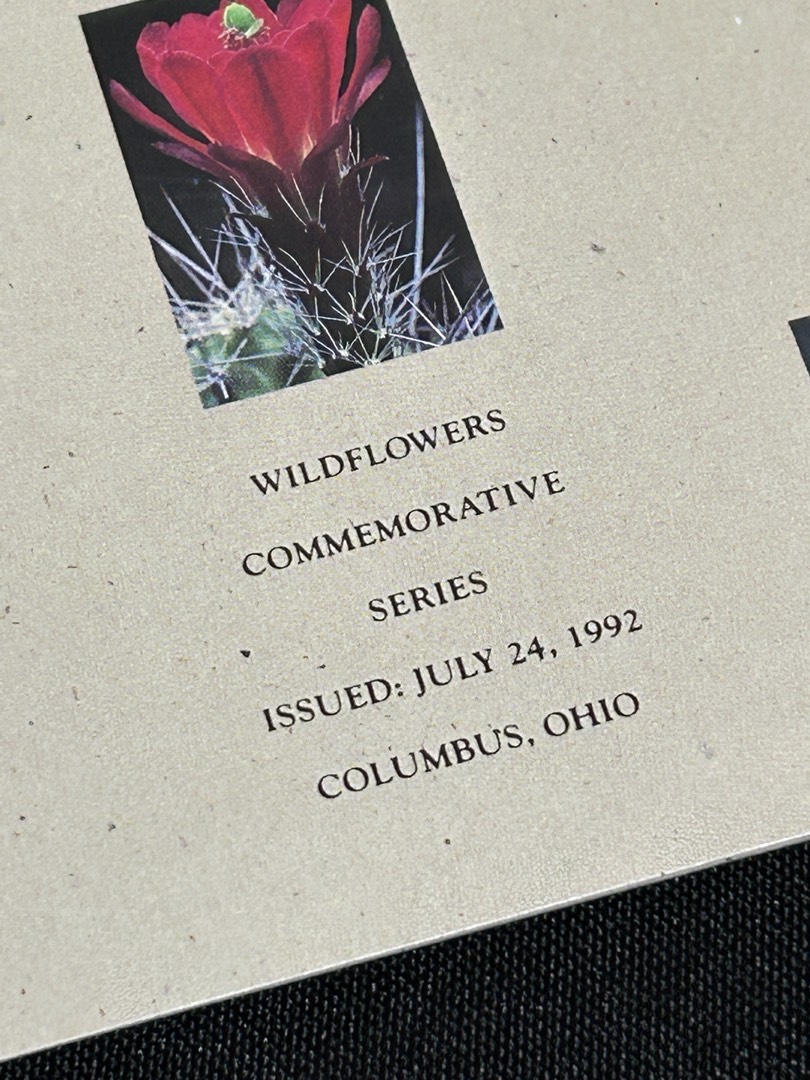 WILDFLOWERS
COMMEMORATIVE
SERIES
ISSUED: JULY 24, 1992
COLUMBUS, OHIO